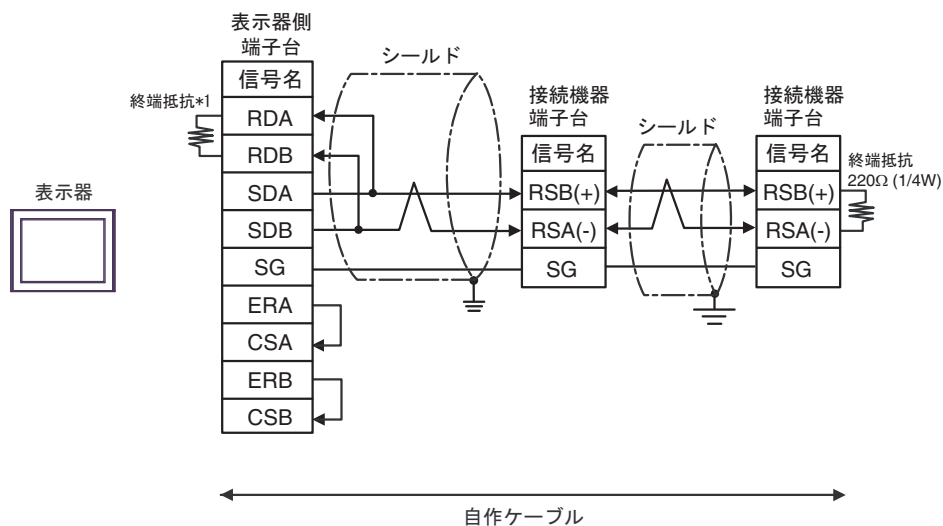 表示器側
端子台
信号名
RDA
RDB
SDA
SDB
SG
ERA
CSA
ERB
CSB
終端抵抗*1
表示器
シールド
接続機器
端子台
信号名
RSB(+)
RSA(-)
SG
シールド
接続機器
端子台
信号名
RSB(+)
RSA(-)
SG
終端抵抗
220Ω (1/4W)
自作ケーブル